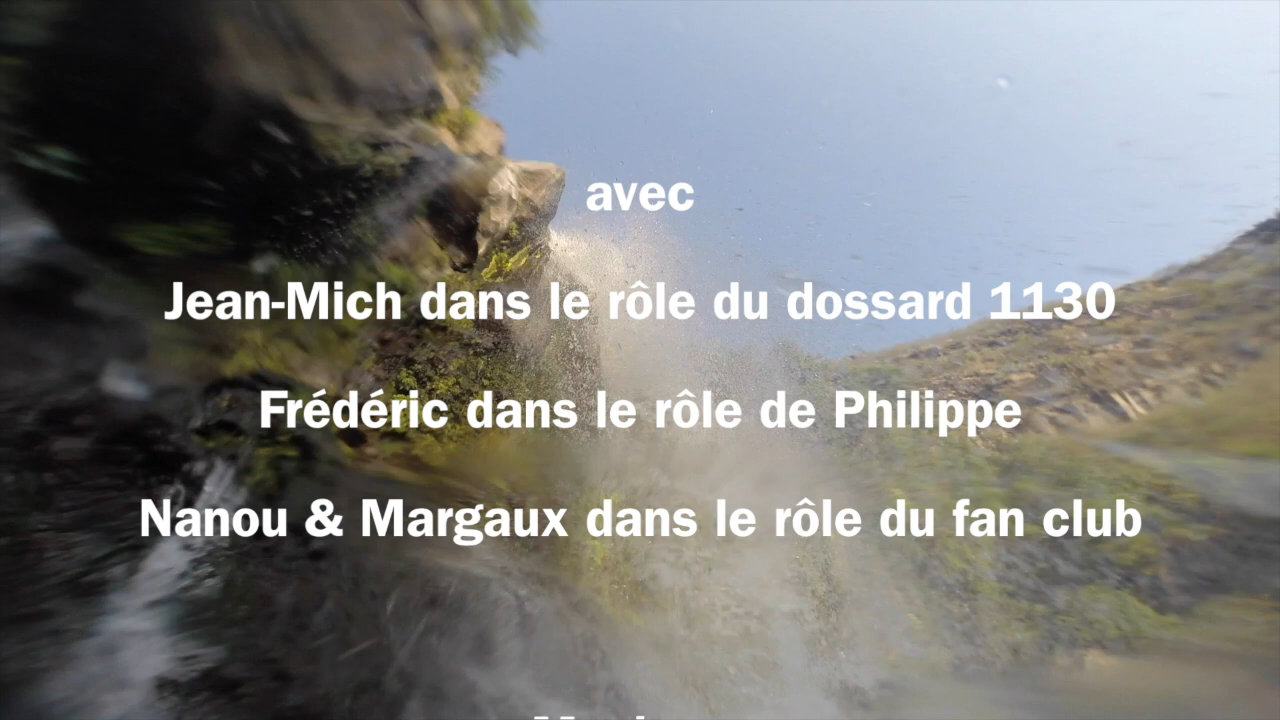 avec
Jean-Mich dans le rôle du dossard 1130
Frédéric dans le rôle de Philippe
Nanou & Margaux dans le rôle du fan club